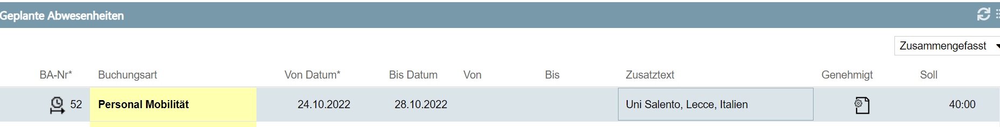 Geplante Abwesenheiten
Zusammengefasst
BA-Nr* Buchungsart Von Datum* Bis Datum Von Bis Zusatztext Genehmigt Soll
52 Personal Mobilität 24.10.2022 28.10.2022 Uni Salento, Lecce, Italien 40:00